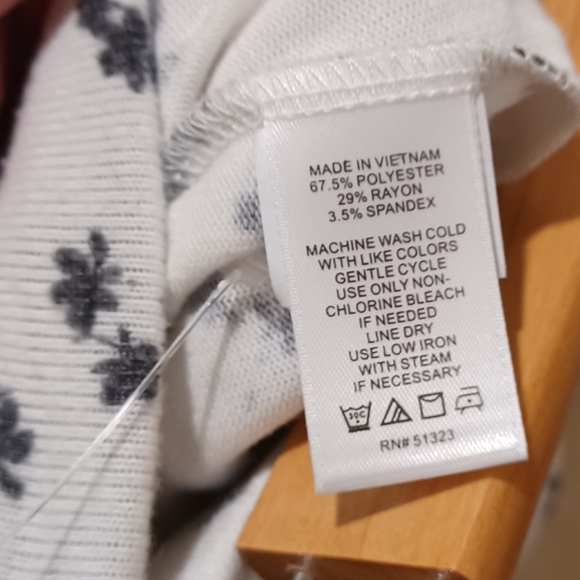 MADE IN VIETNAM
67.5% POLYESTER
29% RAYON
3.5% SPANDEX
MACHINE WASH COLD
WITH LIKE COLORS
GENTLE CYCLE
USE ONLY NON-
CHLORINE BLEACH
IF NEEDED
LINE DRY
USE LOW IRON
WITH STEAM
IF NECESSARY
30C
RN# 51323